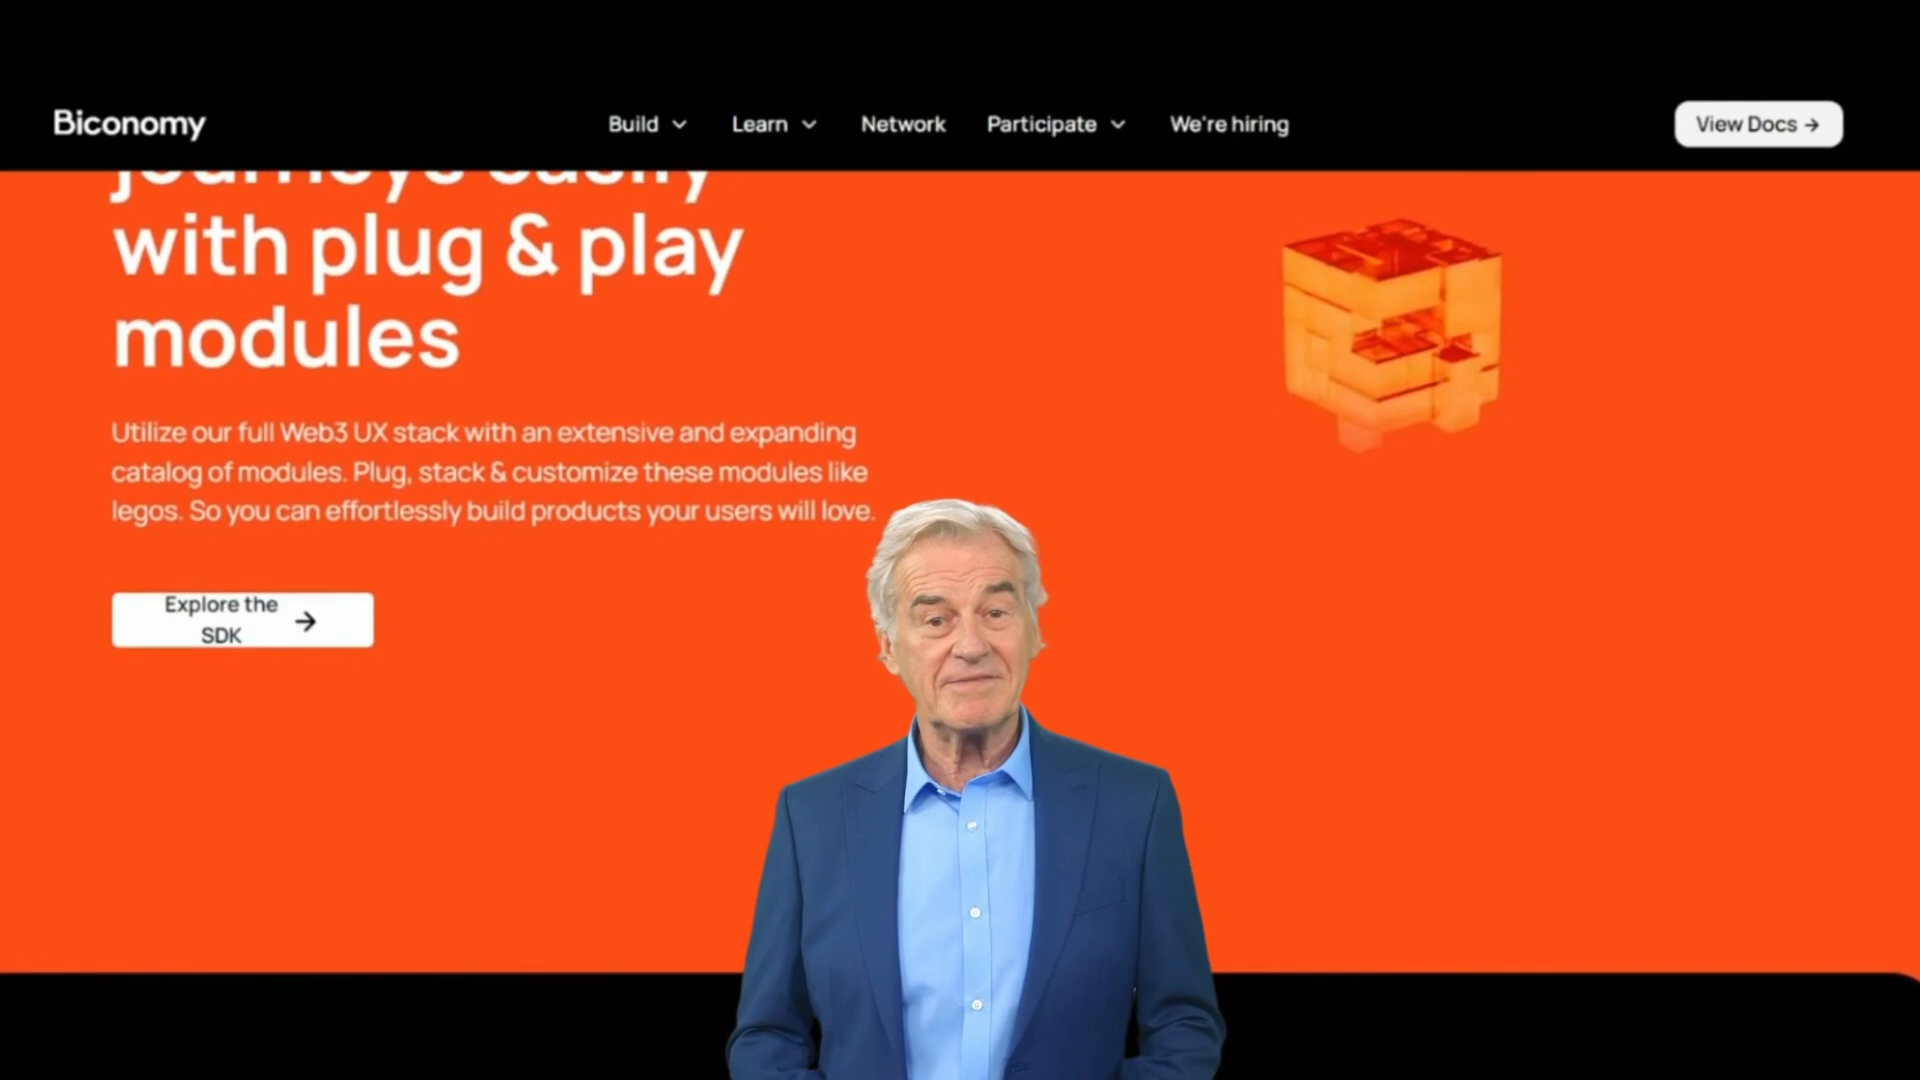 Biconomy
Build
Learn
Network
Participate
We're hiring
View Docs →
journeys easily
with plug & play
modules
Utilize our full Web3 UX stack with an extensive and expanding
catalog of modules. Plug, stack & customize these modules like
legos. So you can effortlessly build products your users will love.
Explore the
SDK →